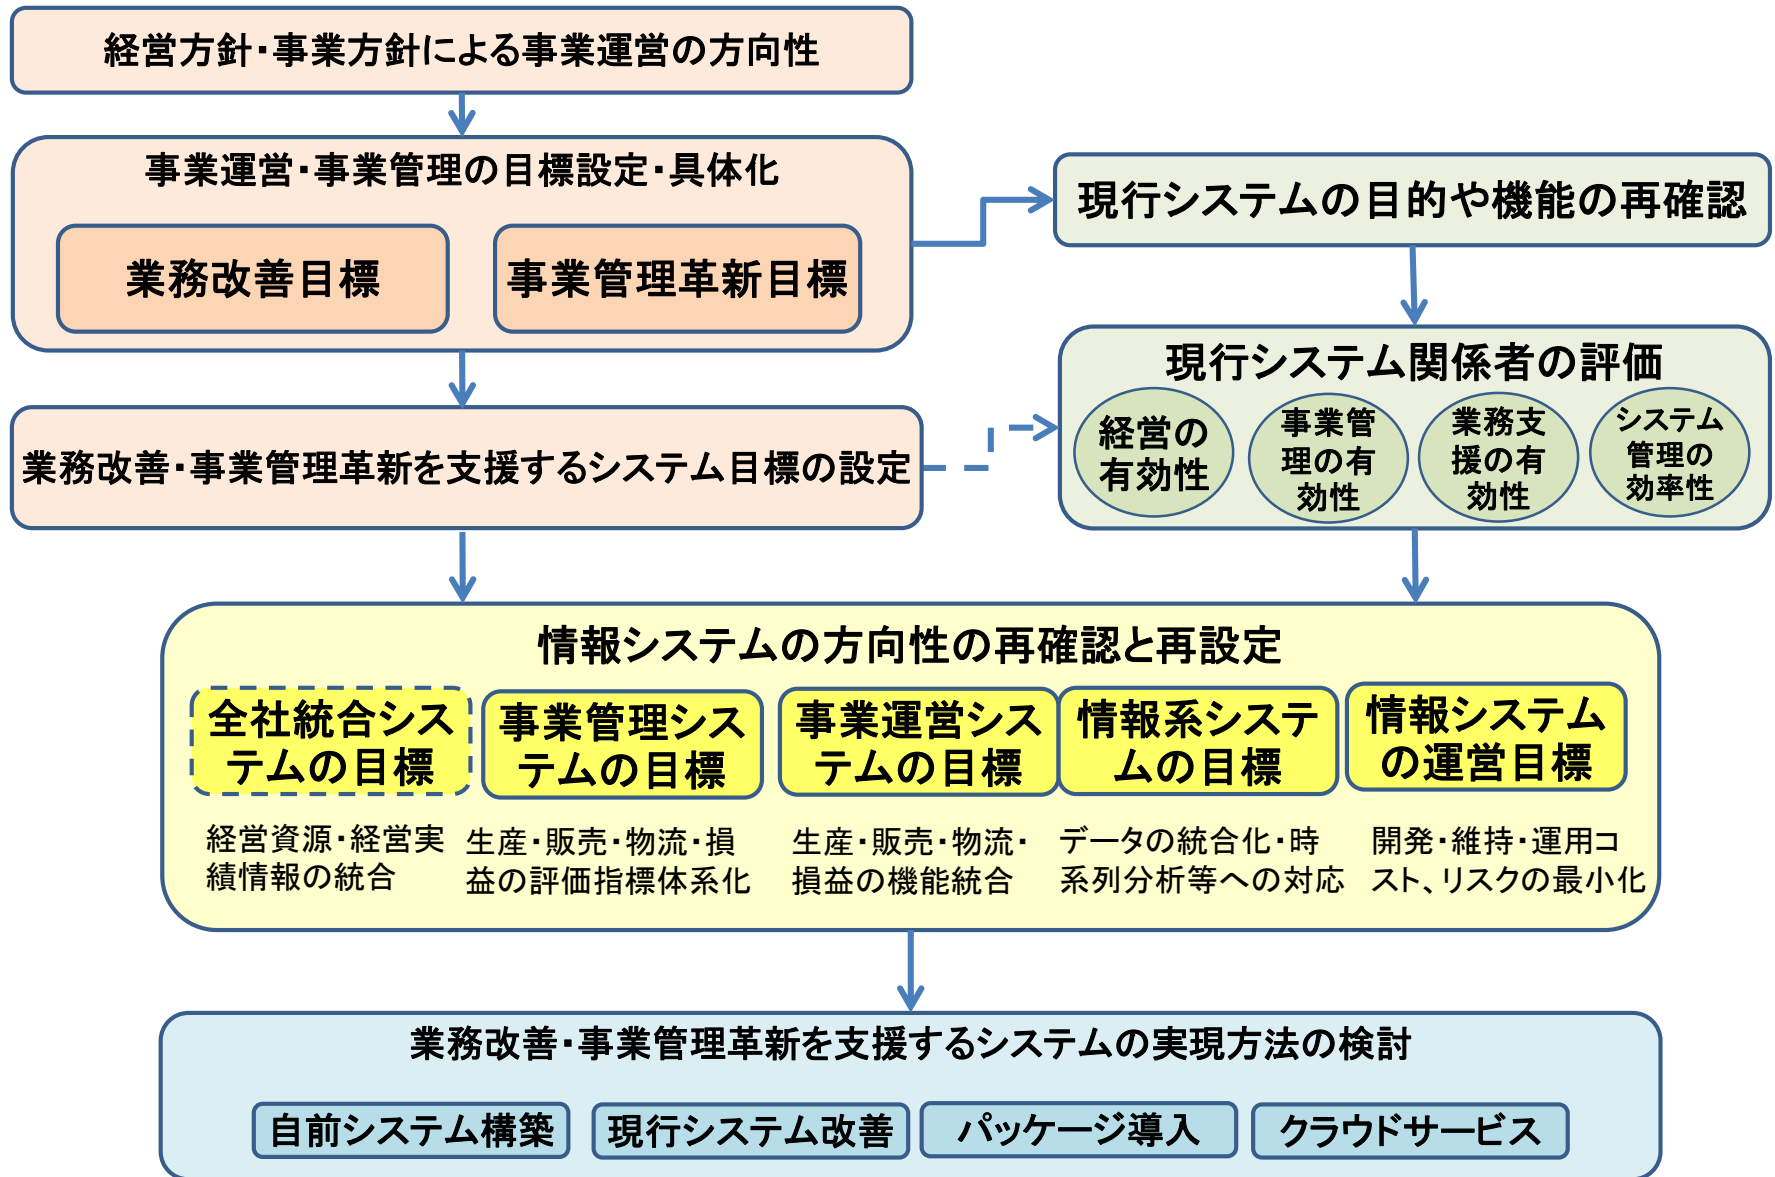 経営方針・事業方針による事業運営の方向性
事業運営・事業管理の目標設定・具体化
業務改善目標
事業管理革新目標
業務改善・事業管理革新を支援するシステム目標の設定
現行システムの目的や機能の再確認
現行システム関係者の評価
経営の
有効性
事業管
理の有
効性
業務支
援の有
効性
システム
管理の
効率性
情報システムの方向性の再確認と再設定
全社統合シス
テムの目標
事業管理シス
テムの目標
事業運営シス
テムの目標
情報系システ
ムの目標
情報システム
の運営目標
経営資源・経営実
績情報の統合
生産・販売・物流・損
益の評価指標体系化
生産・販売・物流・
損益の機能統合
データの統合化・時
系列分析等への対応
開発・維持・運用コ
スト、リスクの最小化
業務改善・事業管理革新を支援するシステムの実現方法の検討
自前システム構築
現行システム改善
パッケージ導入
クラウドサービス